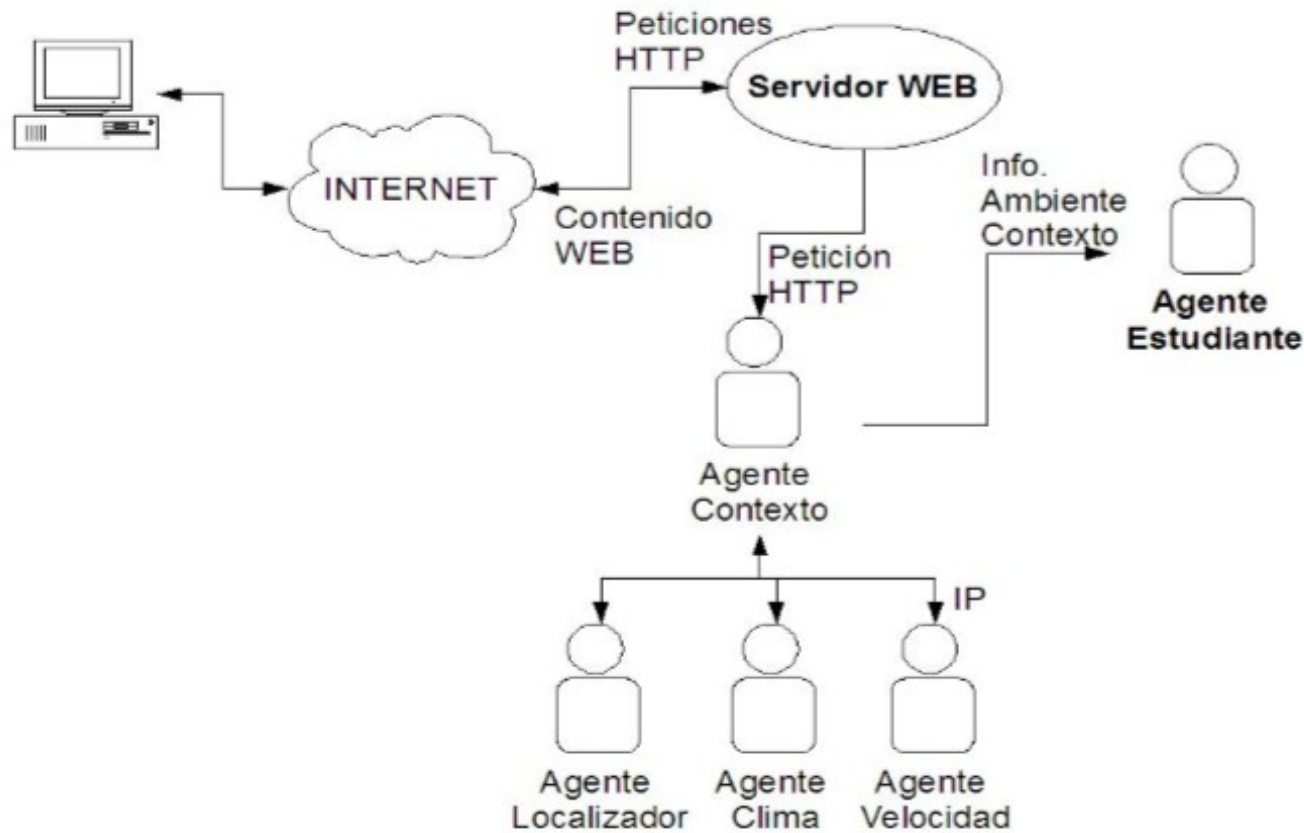 Peticiones
HTTP
Servidor WEB
INTERNET
Contenido
WEB
Info.
Ambiente
Contexto
Petición
HTTP
Agente
Estudiante
Agente
Contexto
IP
Agente
Localizador
Agente
Clima
Agente
Velocidad